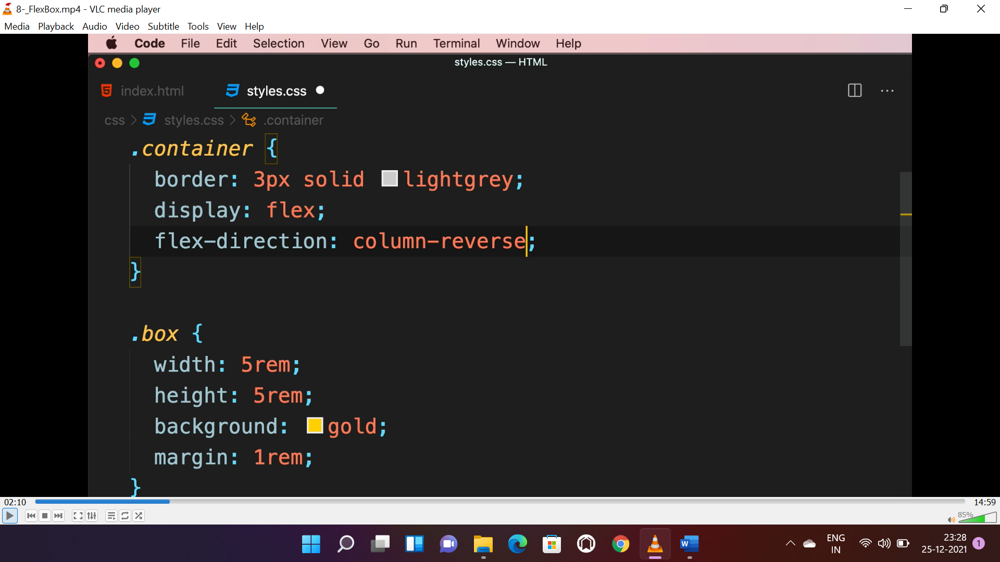 8-_FlexBox.mp4 - VLC media player
Media Playback Audio Video Subtitle Tools View Help
Code File Edit Selection View Go Run Terminal Window Help
styles.css — HTML
index.html styles.css
css > styles.css > .container
.container {
border: 3px solid lightgrey;
display: flex;
flex-direction: column-reverse;
}
.box {
width: 5rem;
height: 5rem;
background: gold;
margin: 1rem;
}
02:10 14:59
85%
ENG 23:28
IN 25-12-2021 1